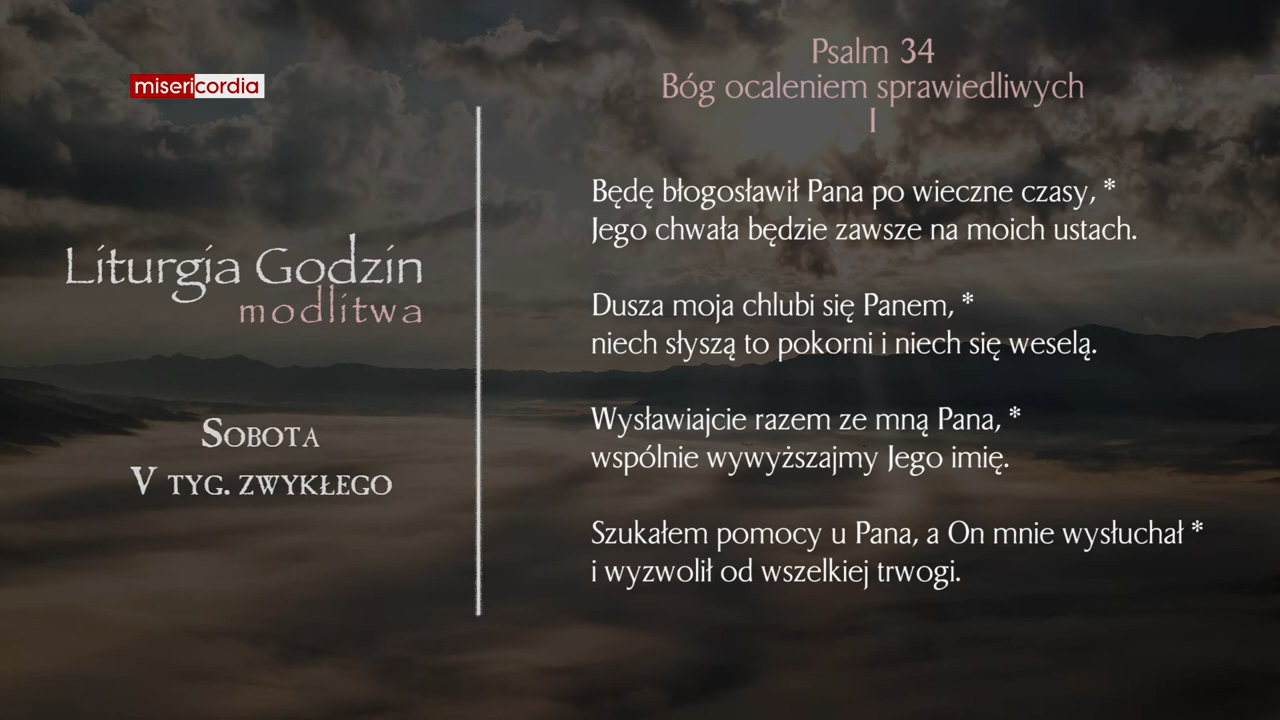 misericordia
Liturgia Godzin
modlitwa
Sobota
V tyg. zwykłego
Psalm 34
Bóg ocaleniem sprawiedliwych
I
Będę błogosławił Pana po wieczne czasy, *
Jego chwała będzie zawsze na moich ustach.
Dusza moja chlubi się Panem, *
niech słyszą to pokorni i niech się weselą.
Wysławiajcie razem ze mną Pana, *
wspólnie wywyższajmy Jego imię.
Szukałem pomocy u Pana, a On mnie wysłuchał *
i wyzwolił od wszelkiej trwogi.